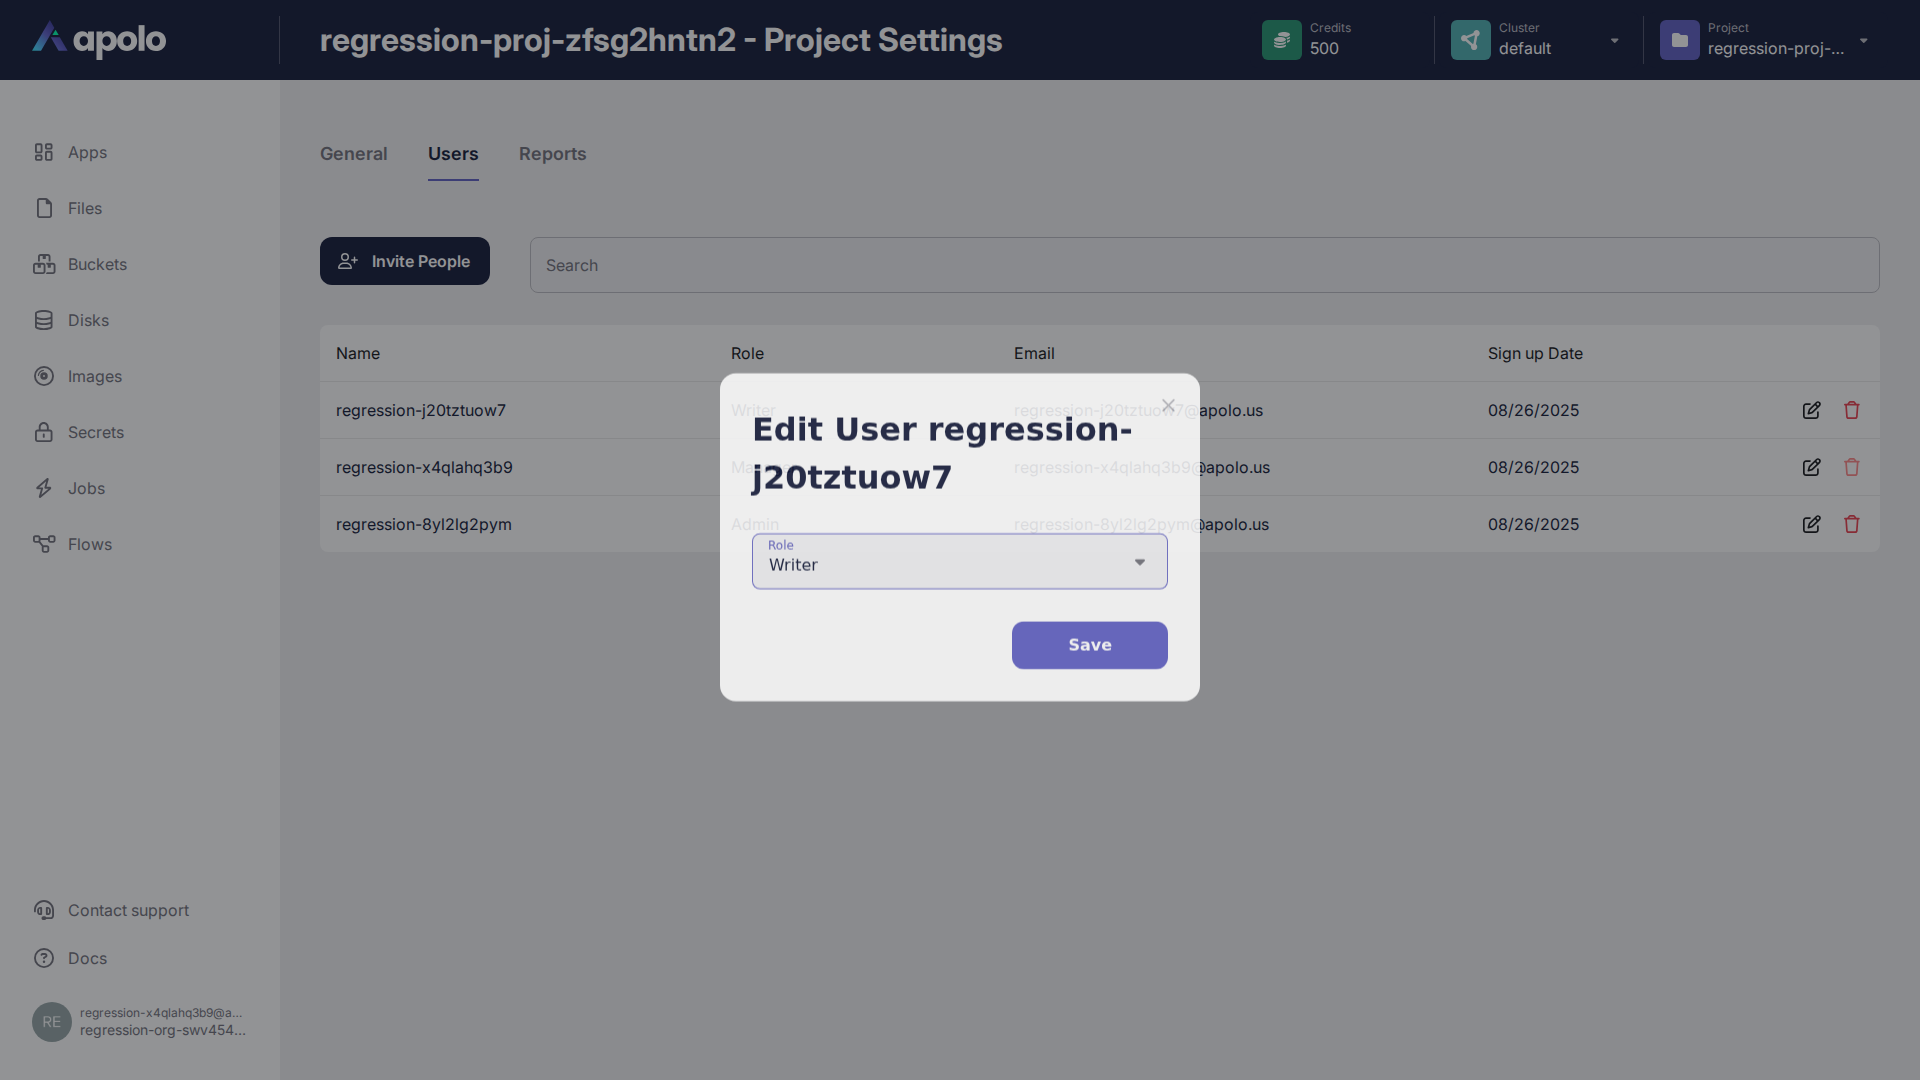 apolo
regression-proj-zfsg2hntn2 - Project Settings
Credits
500
Cluster
default
Project
regression-proj-...
Apps
Files
Buckets
Disks
Images
Secrets
Jobs
Flows
Contact support
Docs
RE
regression-x4qlahq3b9@a...
regression-org-swv454...
General
Users
Reports
Invite People
Search
Name
Role
Email
Sign up Date
regression-j20tztuow7
Writer
regression-j20tztuow7@apolo.us
08/26/2025
regression-x4qlahq3b9
regression-x4qlahq3b9@apolo.us
08/26/2025
regression-8yl2lg2pym
Admin
regression-8yl2lg2pym@apolo.us
08/26/2025
Edit User regression-
j20tztuow7
Role
Writer
Save